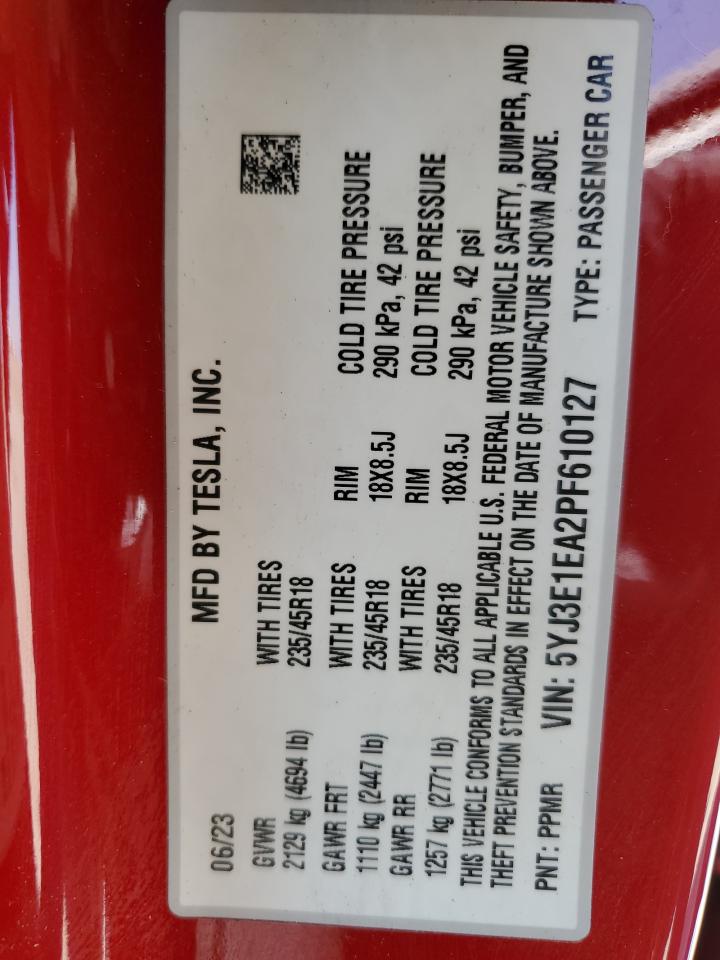 MFD BY TESLA, INC.
06/23
GVWR WITH TIRES
2129 kg (4694 lb) 235/45R18
GAWR FRT WITH TIRES RIM COLD TIRE PRESSURE
1110 kg (2447 lb) 235/45R18 18X8.5J 290 kPa, 42 psi
GAWR RR WITH TIRES RIM COLD TIRE PRESSURE
1257 kg (2771 lb) 235/45R18 18X8.5J 290 kPa, 42 psi
THIS VEHICLE CONFORMS TO ALL APPLICABLE U.S. FEDERAL MOTOR VEHICLE SAFETY, BUMPER, AND
THEFT PREVENTION STANDARDS IN EFFECT ON THE DATE OF MANUFACTURE SHOWN ABOVE.
PNT: PPMR VIN: 5YJ3E1EA2PF610127 TYPE: PASSENGER CAR